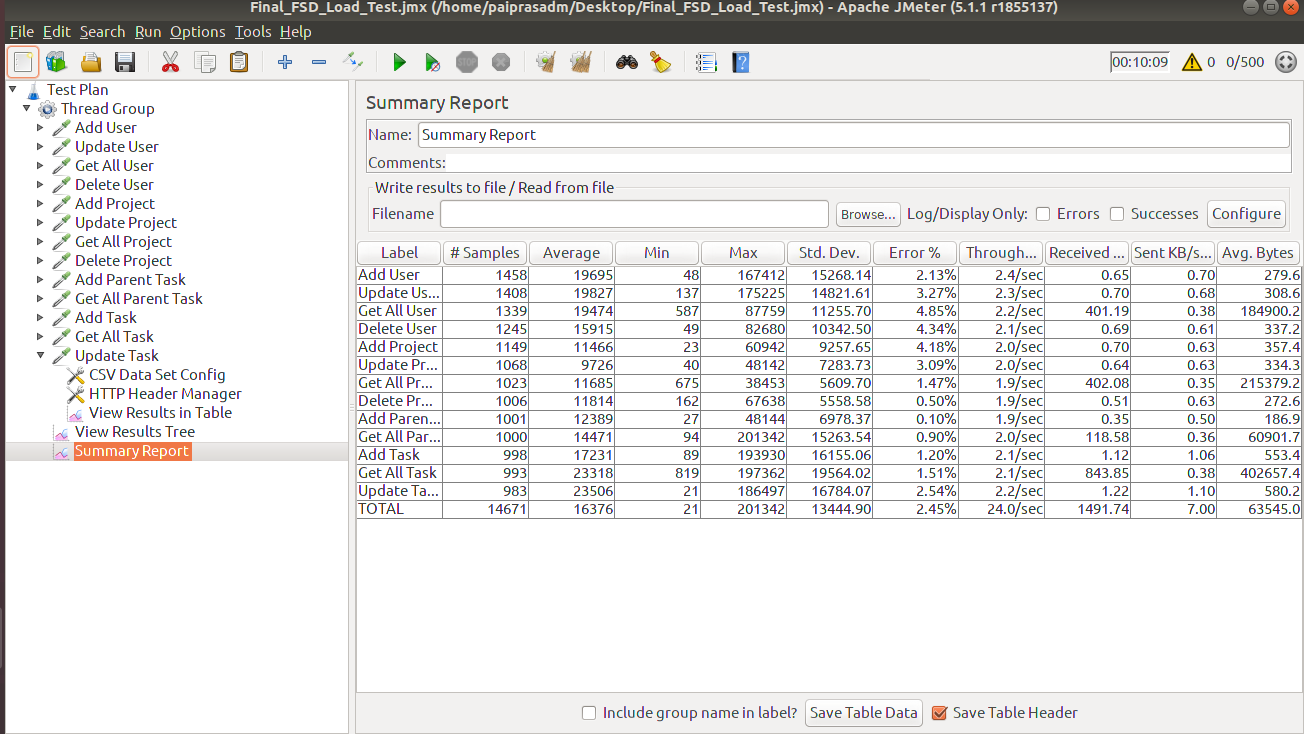 Final_FSD_Load_Test.jmx (/home/paiprasadm/Desktop/Final_FSD_Load_Test.jmx) - Apache JMeter (5.1.1 r1855137)
File Edit Search Run Options Tools Help
STOP 00:10:09 0 0/500
Test Plan
Thread Group
Add User
Update User
Get All User
Delete User
Add Project
Update Project
Get All Project
Delete Project
Add Parent Task
Get All Parent Task
Add Task
Get All Task
Update Task
CSV Data Set Config
HTTP Header Manager
View Results in Table
View Results Tree
Summary Report
Summary Report
Name: Summary Report
Comments:
Write results to file / Read from file
Filename Browse... Log/Display Only: Errors Successes Configure
Label # Samples Average Min Max Std. Dev. Error % Through... Received ... Sent KB/s... Avg. Bytes
Add User 1458 19695 48 167412 15268.14 2.13% 2.4/sec 0.65 0.70 279.6
Update Us... 1408 19827 137 175225 14821.61 3.27% 2.3/sec 0.70 0.68 308.6
Get All User 1339 19474 587 87759 11255.70 4.85% 2.2/sec 401.19 0.38 184900.2
Delete User 1245 15915 49 82680 10342.50 4.34% 2.1/sec 0.69 0.61 337.2
Add Project 1149 11466 23 60942 9257.65 4.18% 2.0/sec 0.70 0.63 357.4
Update Pr... 1068 9726 40 48142 7283.73 3.09% 2.0/sec 0.64 0.63 334.3
Get All Pr... 1023 11685 675 38453 5609.70 1.47% 1.9/sec 402.08 0.35 215379.2
Delete Pr... 1006 11814 162 67638 5558.58 0.50% 1.9/sec 0.51 0.63 272.6
Add Paren... 1001 12389 27 48144 6978.37 0.10% 1.9/sec 0.35 0.50 186.9
Get All Par... 1000 14471 94 201342 15263.54 0.90% 2.0/sec 118.58 0.36 60901.7
Add Task 998 17231 89 193930 16155.06 1.20% 2.1/sec 1.12 1.06 553.4
Get All Task 993 23318 819 197362 19564.02 1.51% 2.1/sec 843.85 0.38 402657.4
Update Ta... 983 23506 21 186497 16784.07 2.54% 2.2/sec 1.22 1.10 580.2
TOTAL 14671 16376 21 201342 13444.90 2.45% 24.0/sec 1491.74 7.00 63545.0
Include group name in label? Save Table Data Save Table Header